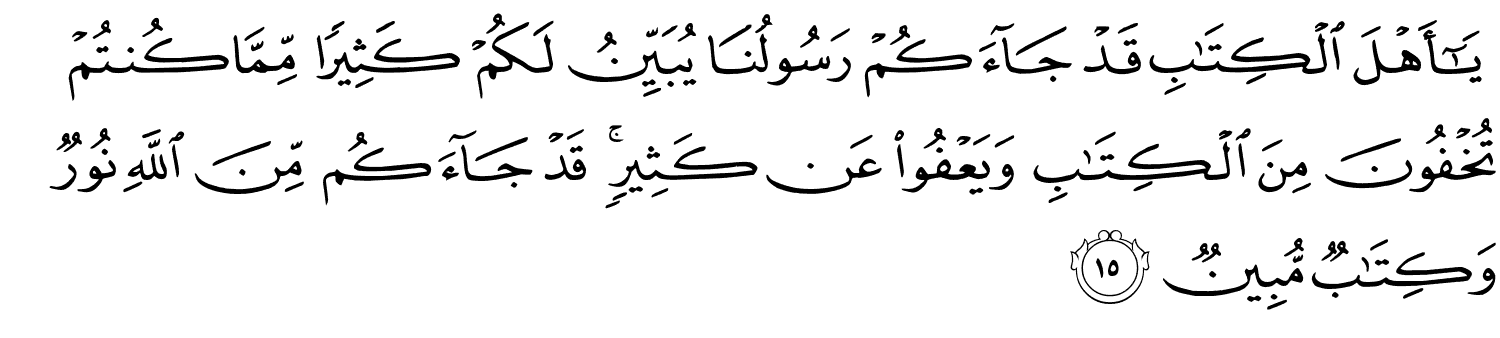 يَـٰٓأَهْلَ ٱلْكِتَـٰبِ قَدْ جَآءَكُمْ رَسُولُنَا يُبَيِّنُ لَكُمْ كَثِيرًا مِّمَّا كُنتُمْ
تُخْفُونَ مِنَ ٱلْكِتَـٰبِ وَيَعْفُوا۟ عَن كَثِيرٍ ۚ قَدْ جَآءَكُم مِّنَ ٱللَّهِ نُورٌ
وَكِتَـٰبٌ مُّبِينٌ ١٥